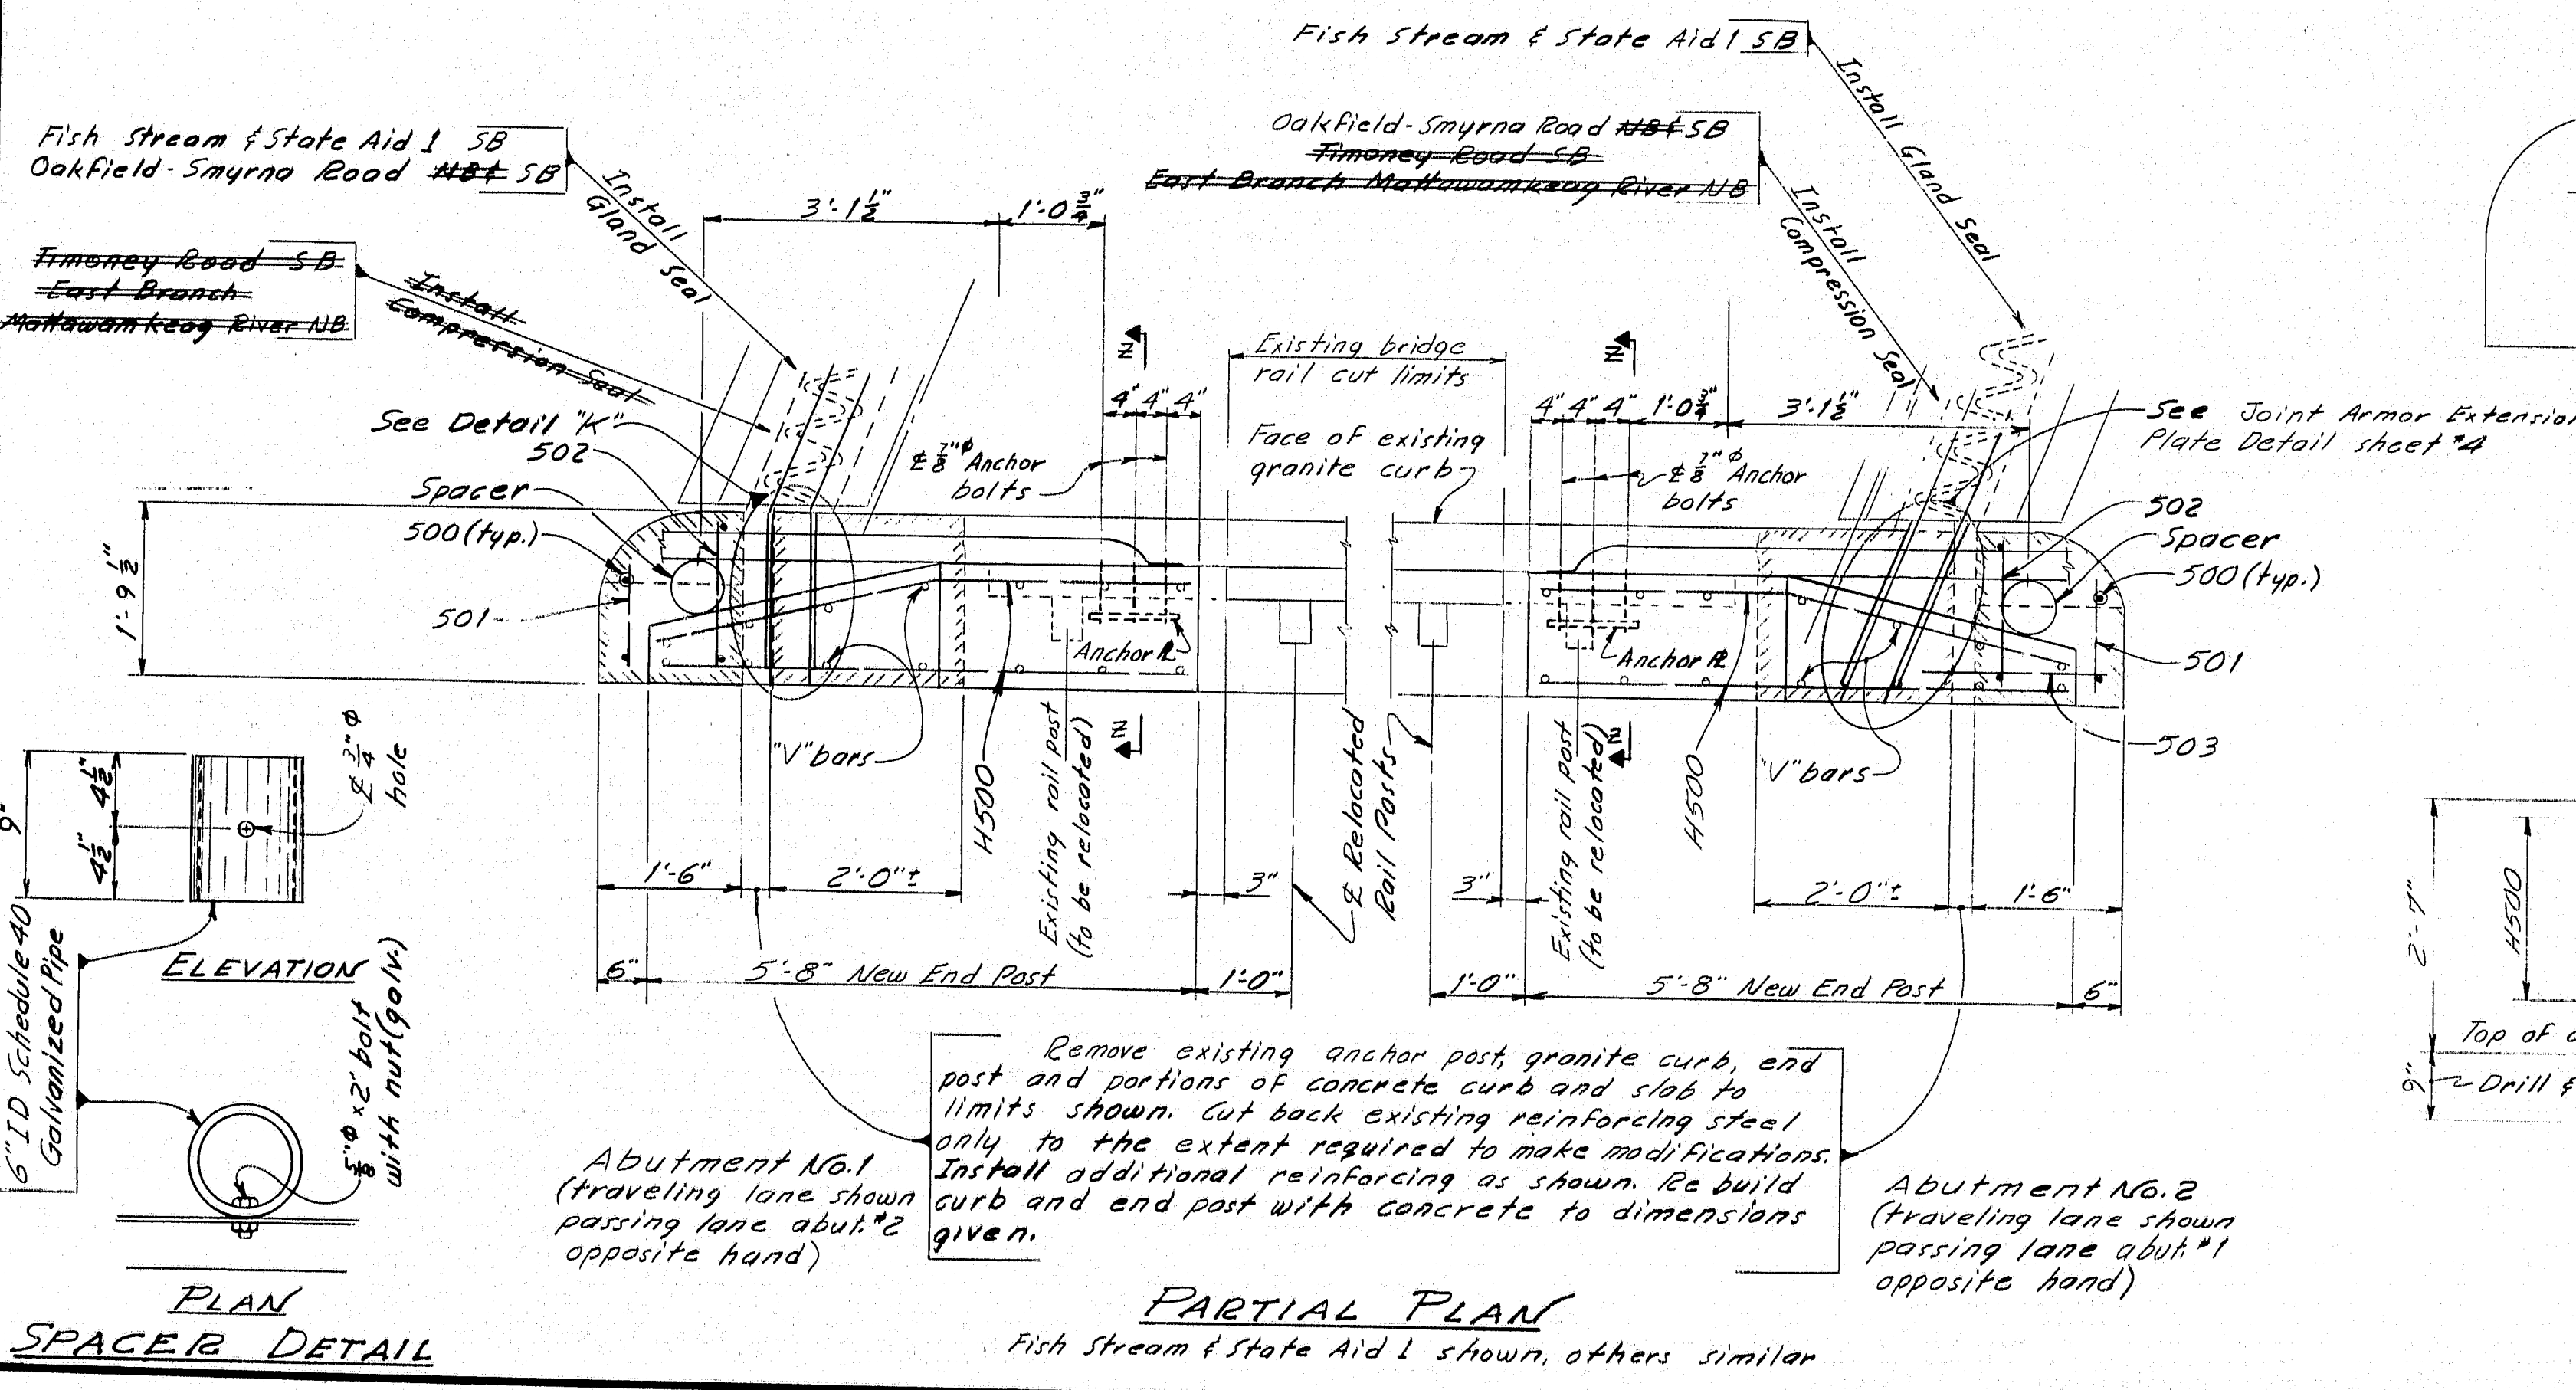 Fish Stream & State Aid 1 SB
Install Gland Seal
Oakfield-Smyrna Road NB& SB
Timoney Road SB
East Branch Mattawamkeag River NB
Install
Compression Seal
Fish Stream & State Aid 1 SB
Oakfield-Smyrna Road NB& SB
Install
Gland Seal
Timoney Road SB
East Branch
Mattawamkeag River NB
Install
Compression Seal
3'-1½" 1'-0¾"
N N
Existing bridge
rail cut limits
4" 4" 4"
4" 4" 4" 1'-0¾" 3'-1½"
See Detail "K"
502
Spacer
500 (typ.)
501
1'-9½"
℄ ⅞"φ Anchor
bolts
Face of existing
granite curb
℄ ⅞"φ Anchor
bolts
See Joint Armor Extension
Plate Detail sheet #4
502
Spacer
500 (typ.)
501
503
Anchor ℞
Anchor ℞
"V" bars
H500
Existing rail post
(to be relocated)
N
℄ Relocated
Rail Posts
Existing rail post
(to be relocated)
N
H500
"V" bars
1'-6" 2'-0"± 3" 3" 2'-0"± 1'-6"
6" 5'-8" New End Post 1'-0" 1'-0" 5'-8" New End Post 6"
9"
4½"
4½"
℄ ¾"φ
hole
6" ID Schedule 40
Galvanized Pipe
ELEVATION
⅝"φ x2" bolt
with nut (galv.)
PLAN
SPACER DETAIL
Abutment No.1
(traveling lane shown
passing lane abut. #2
opposite hand)
Remove existing anchor post, granite curb, end
post and portions of concrete curb and slab to
limits shown. Cut back existing reinforcing steel
only to the extent required to make modifications.
Install additional reinforcing as shown. Re build
curb and end post with concrete to dimensions
given.
Abutment No.2
(traveling lane shown
passing lane abut. #1
opposite hand)
PARTIAL PLAN
Fish Stream & State Aid 1 shown, others similar
2'-7"
H500
Top of
9"
Drill &